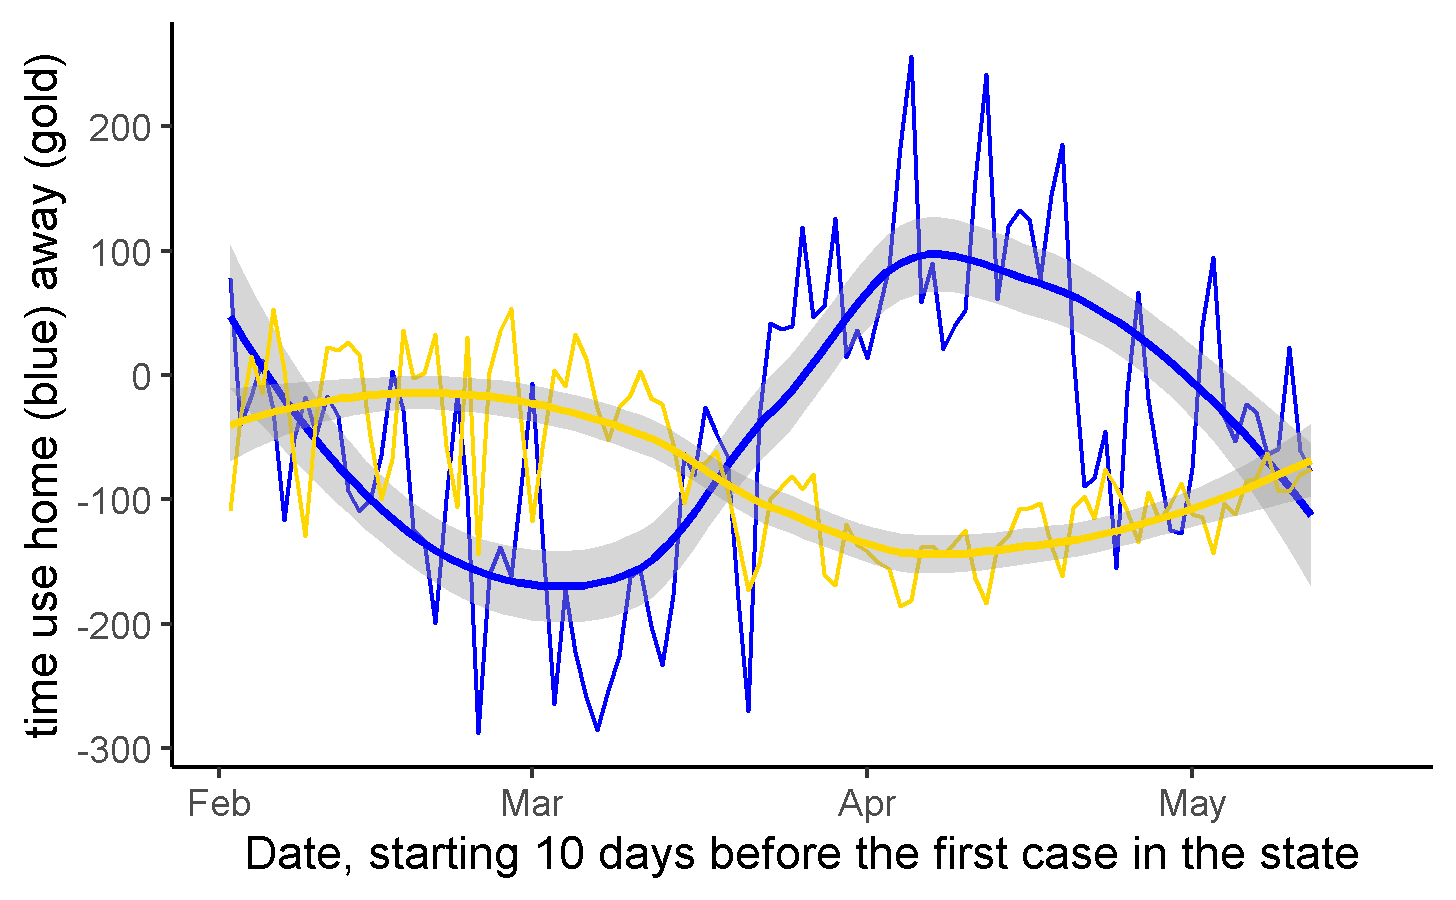 time use home (blue) away (gold)
200
100
0
-100
-200
-300
Feb Mar Apr May
Date, starting 10 days before the first case in the state